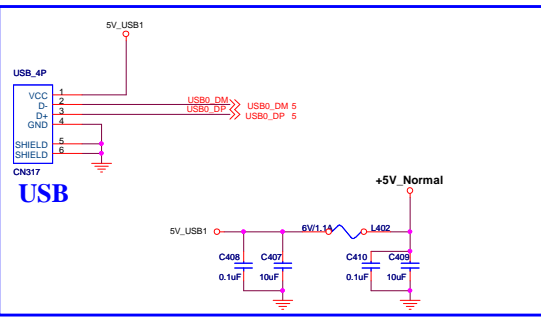 5V_USB1
USB_4P
VCC 1
D- 2
D+ 3
GND 4
SHIELD 5
SHIELD 6
USB0_DM
USB0_DP
USB0_DM 5
USB0_DP 5
CN317
USB
+5V_Normal
5V_USB1
6V/1.1A
L402
C408
C407
C410
C409
0.1uF
10uF
0.1uF
10uF